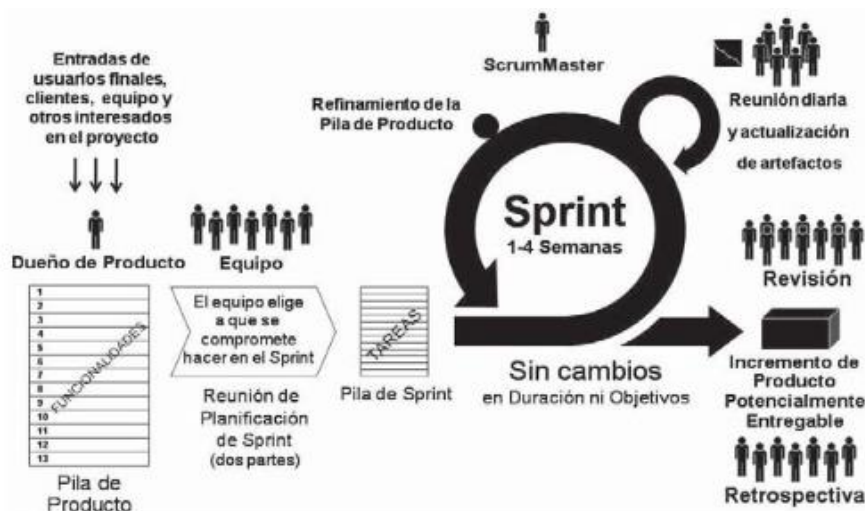 Entradas de
usuarios finales,
clientes, equipo y
otros interesados
en el proyecto
Dueño de Producto
1
2
3
4
5
6
7
8
9
10
11
12
13
FUNCIONALIDADES
Pila de
Producto
Equipo
El equipo elige
a que se
compromete
hacer en el Sprint
Reunión de
Planificación
de Sprint
(dos partes)
TAREAS
Pila de Sprint
ScrumMaster
Refinamiento de la
Pila de Producto
Sprint
1-4 Semanas
Sin cambios
en Duración ni Objetivos
Reunión diaria
y actualización
de artefactos
Revisión
Incremento de
Producto
Potencialmente
Entregable
Retrospectiva